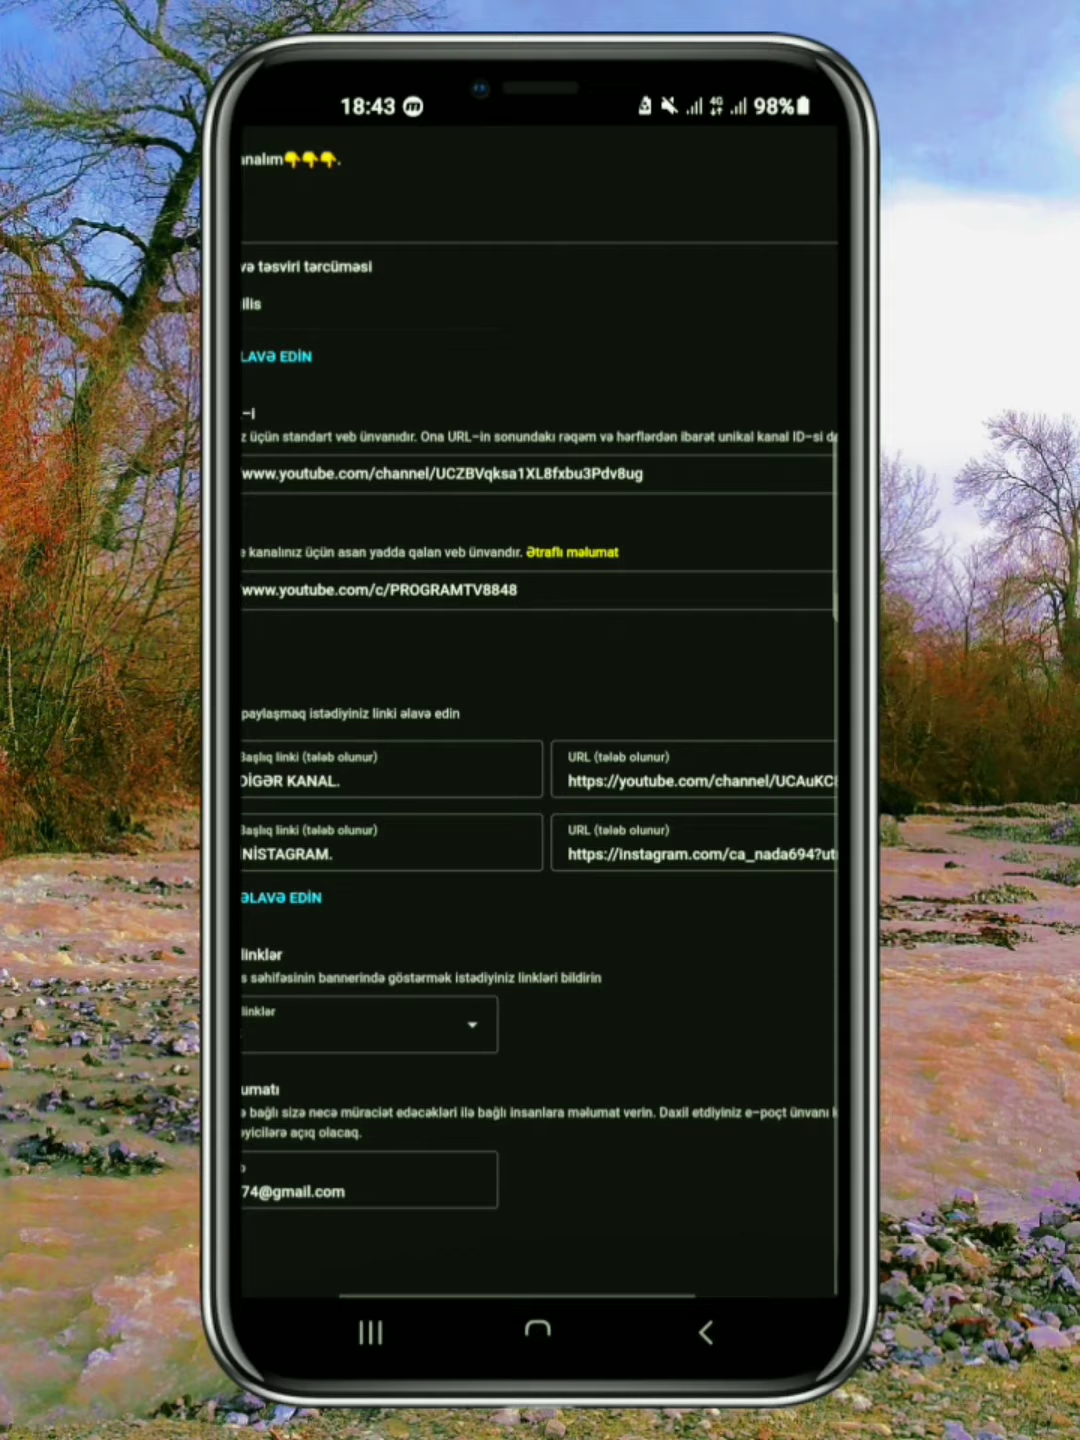 18:43 98%
analım👇👇👇.
və təsviri tərcüməsi
ilis
LAVƏ EDİN
-i
z üçün standart veb ünvanıdır. Ona URL-in sonundakı rəqəm və hərflərdən ibarət unikal kanal ID-si d
www.youtube.com/channel/UCZBVqksa1XL8fxbu3Pdv8ug
e kanalınız üçün asan yadda qalan veb ünvandır. Ətraflı məlumat
www.youtube.com/c/PROGRAMTV8848
paylaşmaq istədiyiniz linki əlavə edin
Başlıq linki (tələb olunur) URL (tələb olunur)
DİGƏR KANAL. https://youtube.com/channel/UCAuKC
Başlıq linki (tələb olunur) URL (tələb olunur)
NİSTAGRAM. https://instagram.com/ca_nada694?ut
ƏLAVƏ EDİN
linklər
s səhifəsinin bannerində göstərmək istədiyiniz linkləri bildirin
linklər
umatı
ə bağlı sizə necə müraciət edəcəkləri ilə bağlı insanlara məlumat verin. Daxil etdiyiniz e-poçt ünvanı
əyicilərə açıq olacaq.
74@gmail.com